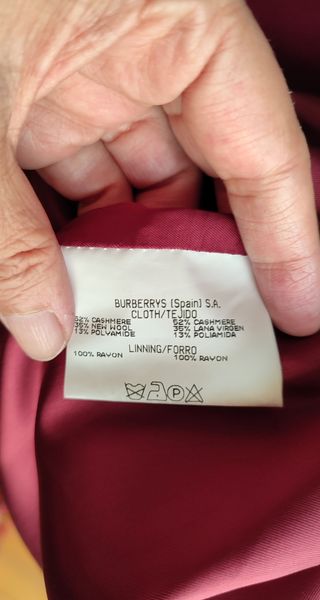 BURBERRYS (Spain) S.A.
CLOTH/TEJIDO
52% CASHMERE 52% CASHMERE
35% NEW WOOL 35% LANA VIRGEN
13% POLYAMIDE 13% POLIAMIDA
LINNING/FORRO
100% RAYON 100% RAYON
P